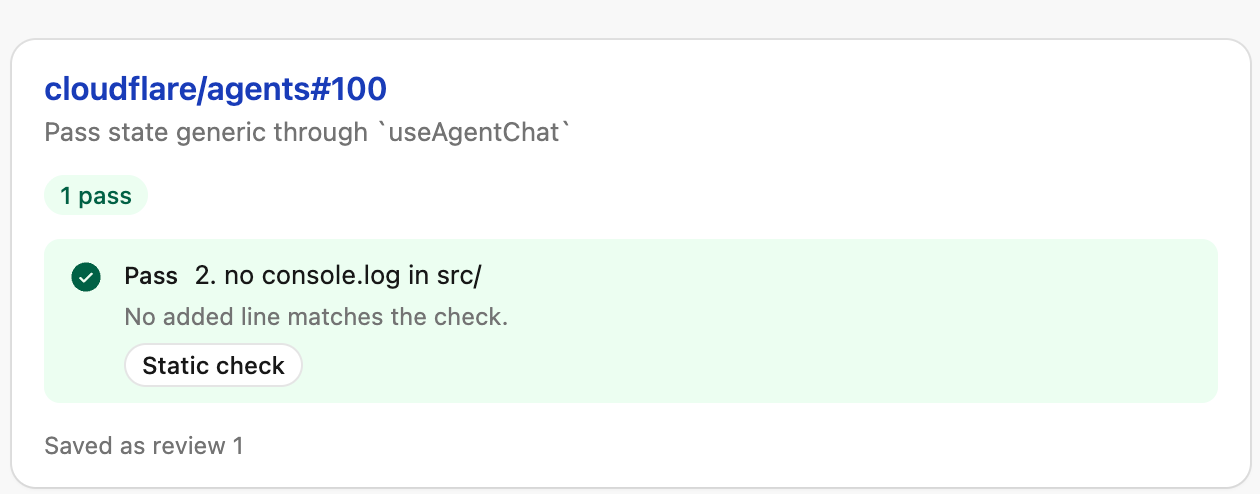 cloudflare/agents#100
Pass state generic through `useAgentChat`
1 pass
Pass 2. no console.log in src/
No added line matches the check.
Static check
Saved as review 1